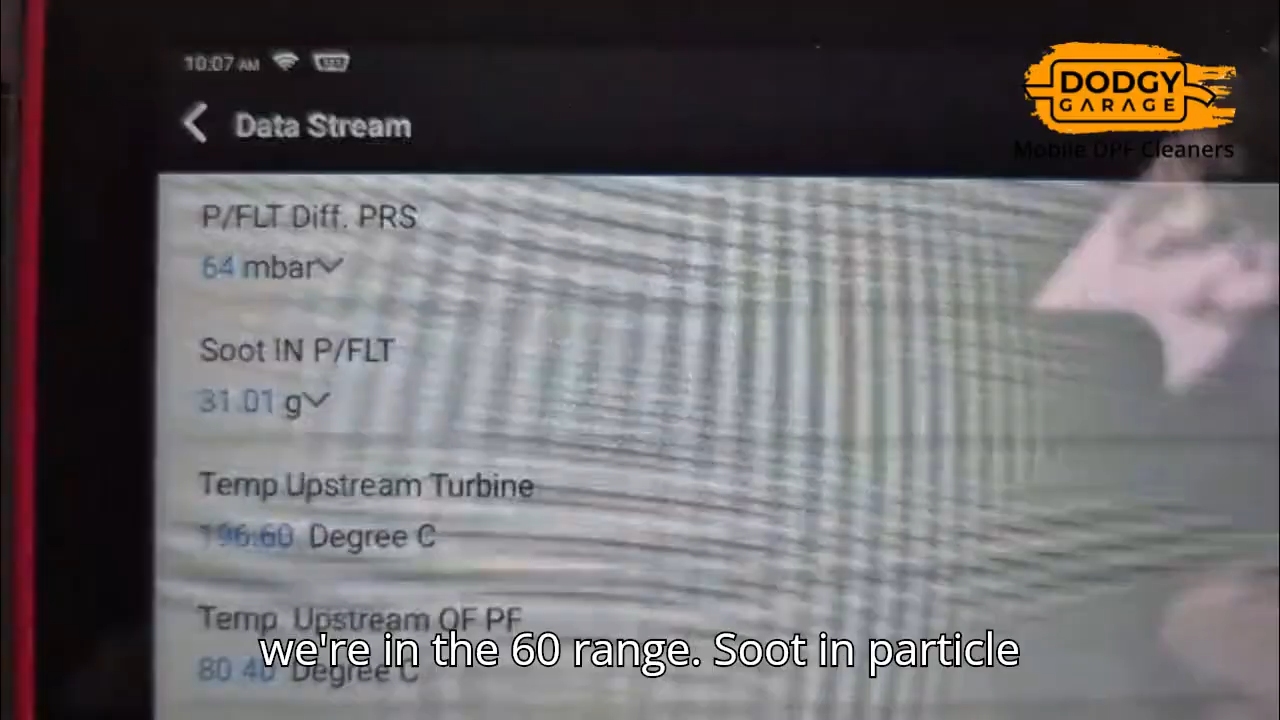 10:07 AM
Data Stream
DODGY
GARAGE
Mobile DPF Cleaners
P/FLT Diff. PRS
64 mbar
Soot IN P/FLT
31.01 g
Temp Upstream Turbine
196.60 Degree C
Temp. Upstream OF PF
80.40 Degree C
we're in the 60 range. Soot in particle